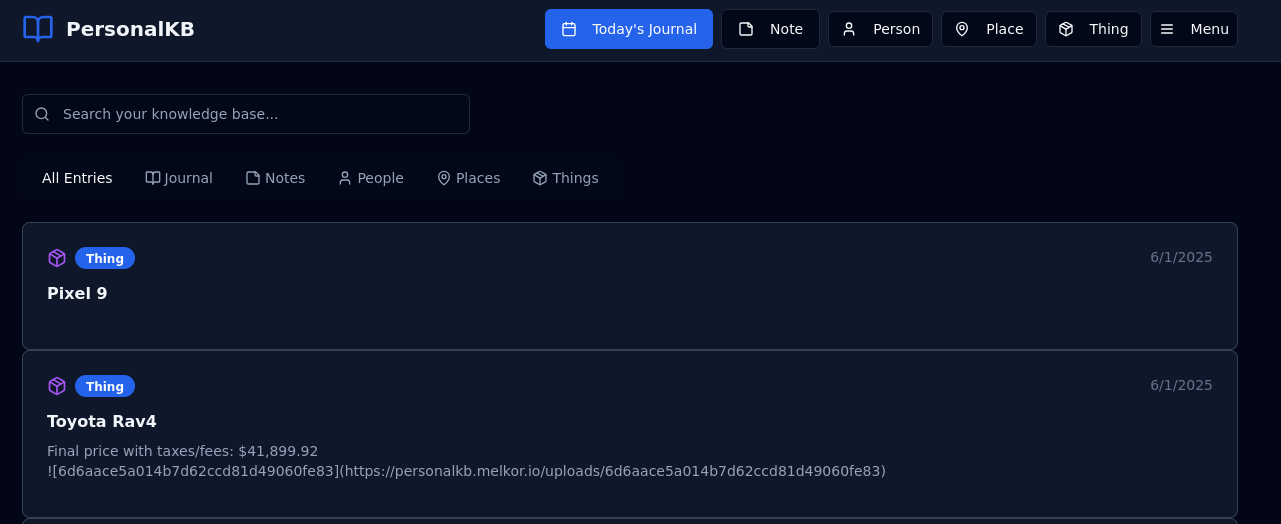 PersonalKB
Today's Journal
Note
Person
Place
Thing
Menu
Search your knowledge base...
All Entries
Journal
Notes
People
Places
Things
Thing
6/1/2025
Pixel 9
Thing
6/1/2025
Toyota Rav4
Final price with taxes/fees: $41,899.92
![6d6aace5a014b7d62ccd81d49060fe83](https://personalkb.melkor.io/uploads/6d6aace5a014b7d62ccd81d49060fe83)